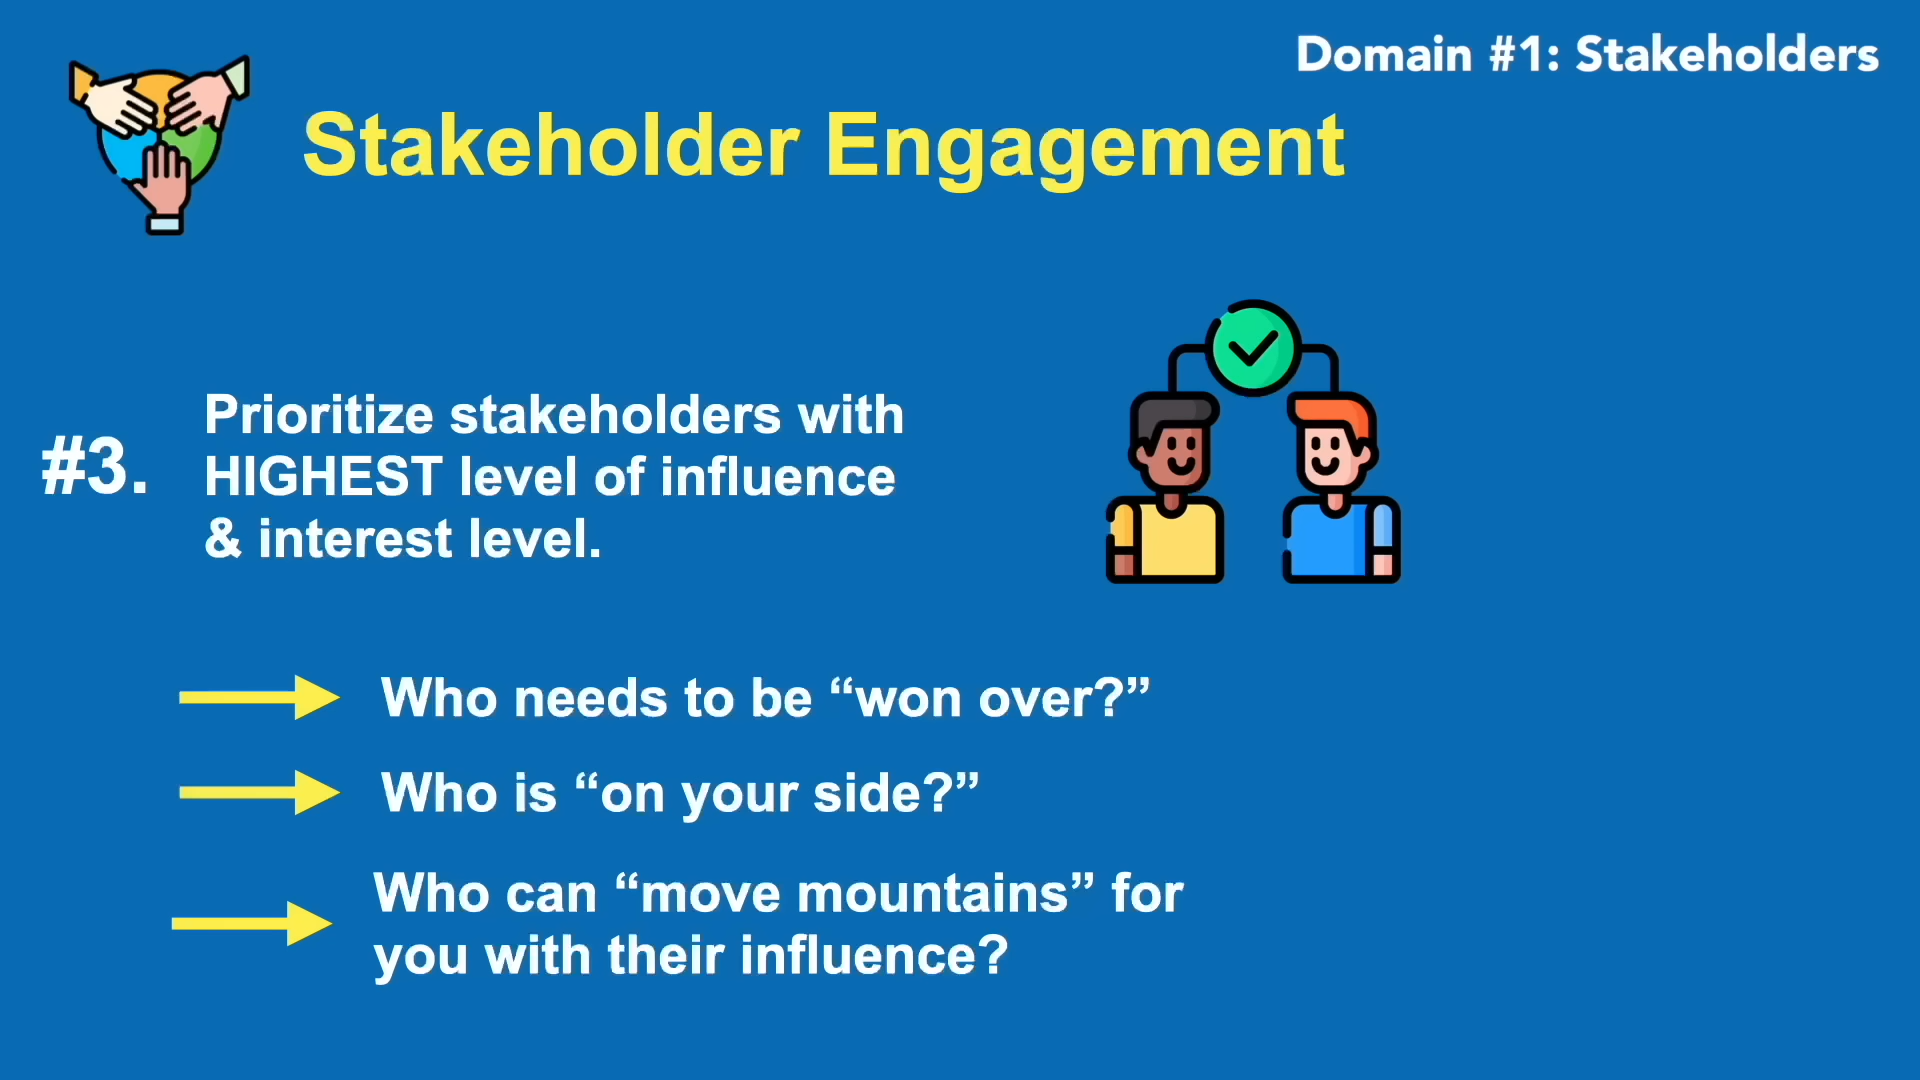 Domain #1: Stakeholders
Stakeholder Engagement
#3.
Prioritize stakeholders with
HIGHEST level of influence
& interest level.
Who needs to be “won over?”
Who is “on your side?”
Who can “move mountains” for
you with their influence?